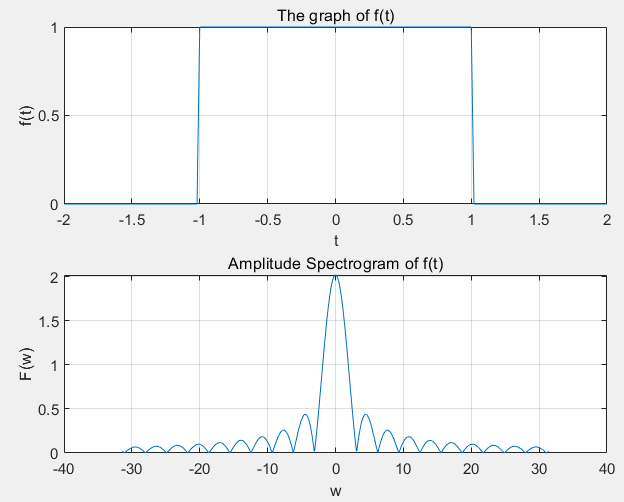 The graph of f(t)
1
0.5
0
f(t)
-2 -1.5 -1 -0.5 0 0.5 1 1.5 2
t
Amplitude Spectrogram of f(t)
2
1.5
1
0.5
0
F(w)
-40 -30 -20 -10 0 10 20 30 40
w